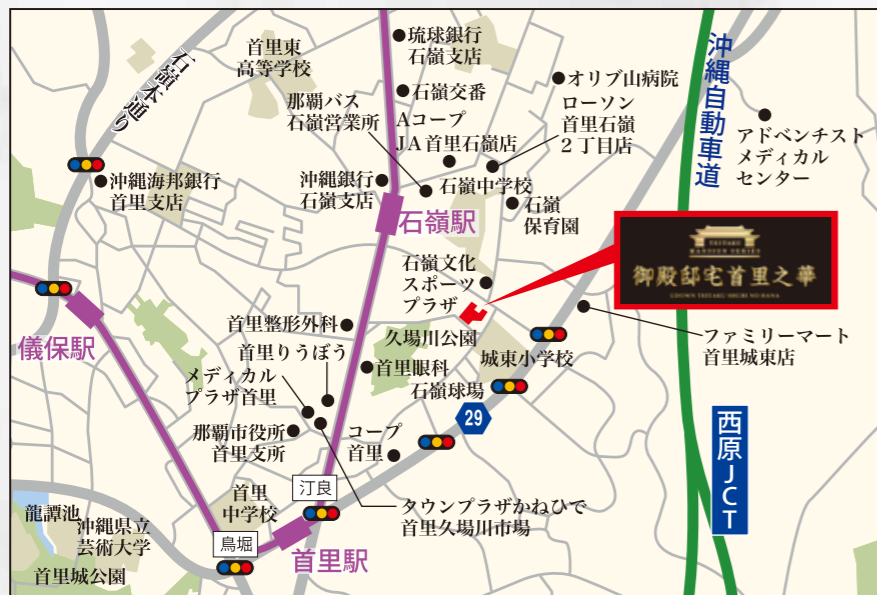 琉球銀行
石嶺支店
石嶺本通り
首里東
高等学校
石嶺交番
オリブ山病院
沖縄自動車道
那覇バス
石嶺営業所
Aコープ
JA首里石嶺店
ローソン
首里石嶺
2丁目店
アドベンチスト
メディカル
センター
沖縄海邦銀行
首里支店
沖縄銀行
石嶺支店
石嶺中学校
石嶺
保育園
石嶺駅
石嶺文化
スポーツ
プラザ
TEITAKU
MANSION SERIES
御殿邸宅首里之華
UDOWN TEITAKU SHURI NO HANA
儀保駅
首里整形外科
久場川公園
城東小学校
ファミリーマート
首里城東店
首里りうぼう
メディカル
プラザ首里
首里眼科
石嶺球場
29
那覇市役所
首里支所
コープ
首里
西原JCT
汀良
首里
中学校
タウンプラザかねひで
首里久場川市場
龍譚池
沖縄県立
芸術大学
鳥堀
首里駅
首里城公園